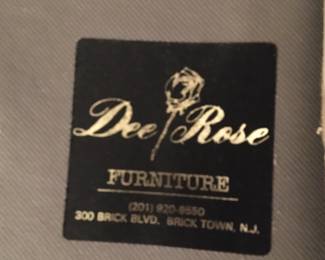 Dee Rose
FURNITURE
(201) 920-8550
300 BRICK BLVD. BRICK TOWN, N.J.